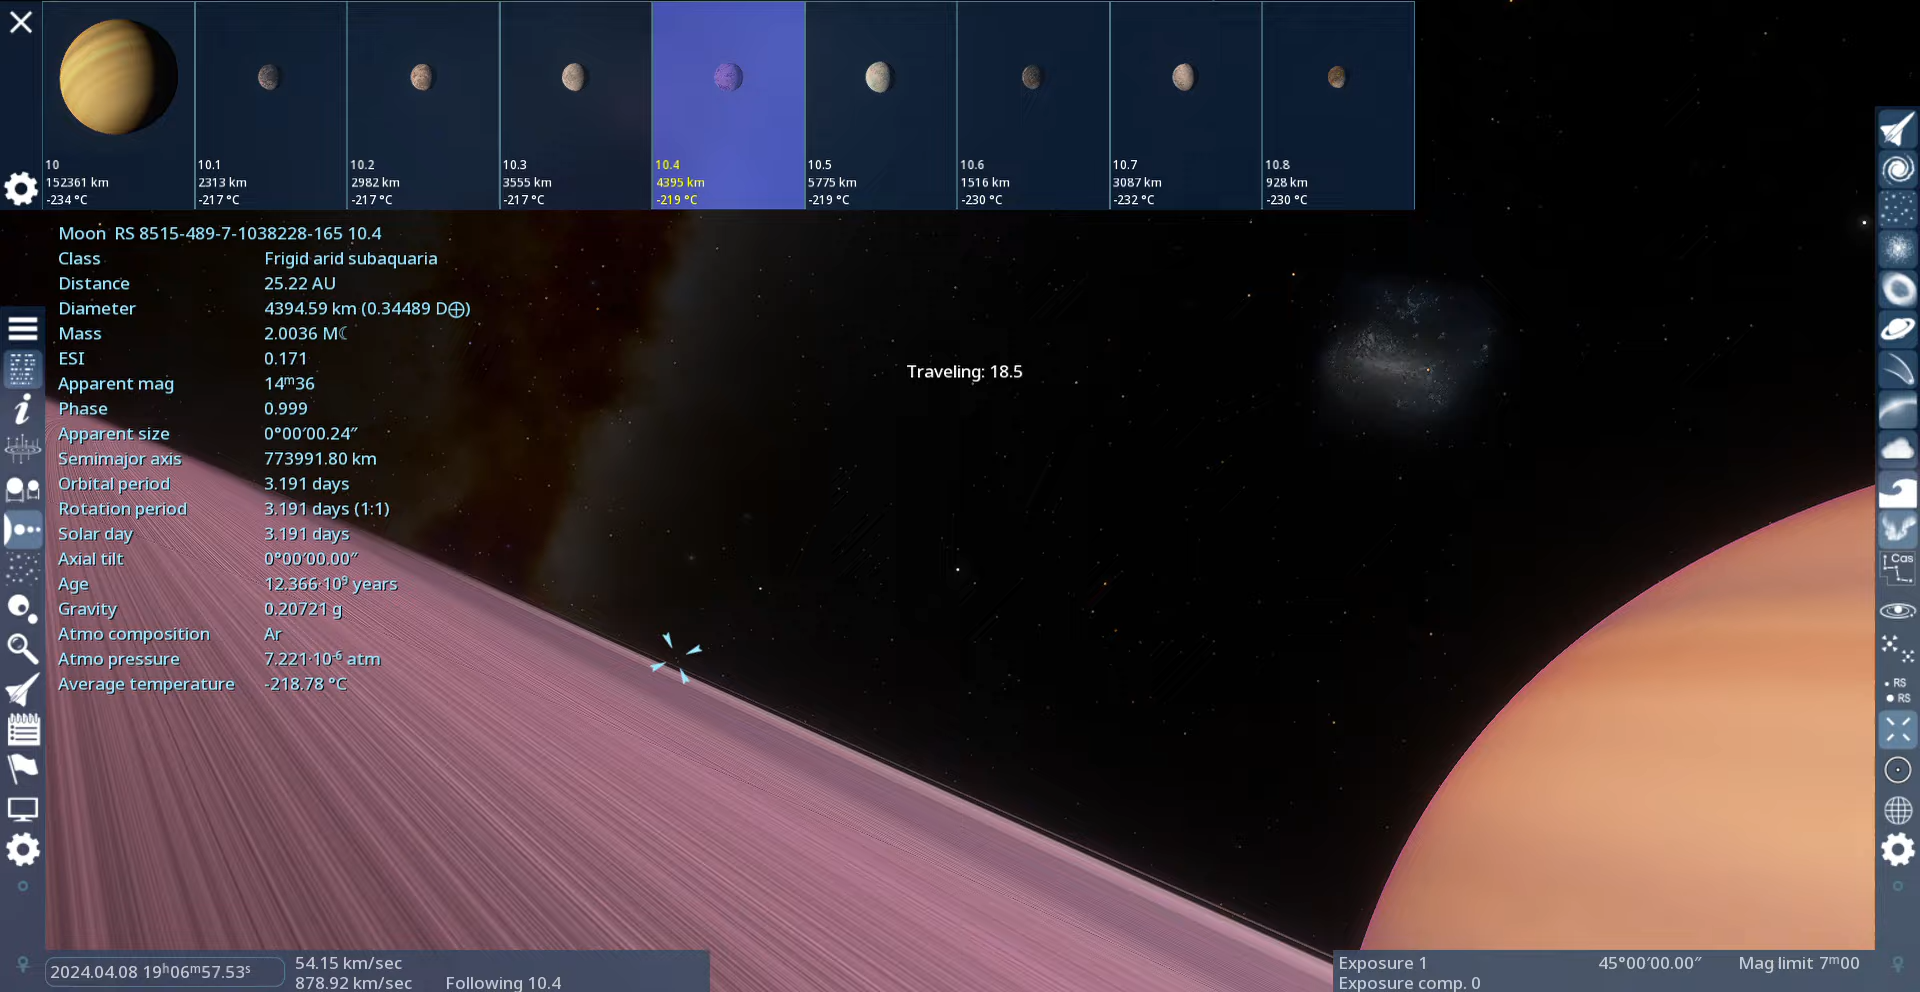 10
152361 km
-234 °C
10.1
2313 km
-217 °C
10.2
2982 km
-217 °C
10.3
3555 km
-217 °C
10.4
4395 km
-219 °C
10.5
5775 km
-219 °C
10.6
1516 km
-230 °C
10.7
3087 km
-232 °C
10.8
928 km
-230 °C
Moon RS 8515-489-7-1038228-165 10.4
Class Frigid arid subaquaria
Distance 25.22 AU
Diameter 4394.59 km (0.34489 D⊕)
Mass 2.0036 M☾
ESI 0.171
Apparent mag 14ᵐ36
Phase 0.999
Apparent size 0°00′00.24″
Semimajor axis 773991.80 km
Orbital period 3.191 days
Rotation period 3.191 days (1:1)
Solar day 3.191 days
Axial tilt 0°00′00.00″
Age 12.366·10⁹ years
Gravity 0.20721 g
Atmo composition Ar
Atmo pressure 7.221·10⁻⁶ atm
Average temperature -218.78 °C
Traveling: 18.5
Cas
RS
RS
2024.04.08 19ʰ06ᵐ57.53ˢ
54.15 km/sec
878.92 km/sec Following 10.4
Exposure 1 45°00′00.00″ Mag limit 7ᵐ00
Exposure comp. 0